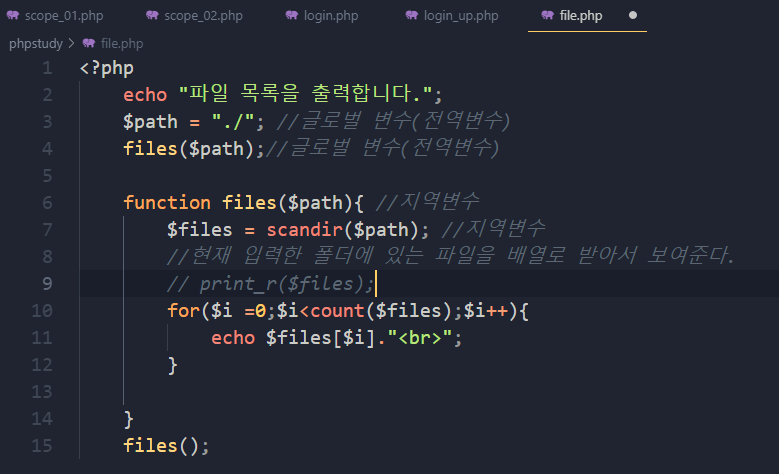 scope_01.php scope_02.php login.php login_up.php file.php
phpstudy > file.php
1 <?php
2 echo "파일 목록을 출력합니다.";
3 $path = "./"; //글로벌 변수(전역변수)
4 files($path);//글로벌 변수(전역변수)
5
6 function files($path){ //지역변수
7 $files = scandir($path); //지역변수
8 //현재 입력한 폴더에 있는 파일을 배열로 받아서 보여준다.
9 // print_r($files);
10 for($i =0;$i<count($files);$i++){
11 echo $files[$i]."<br>";
12 }
13
14 }
15 files();